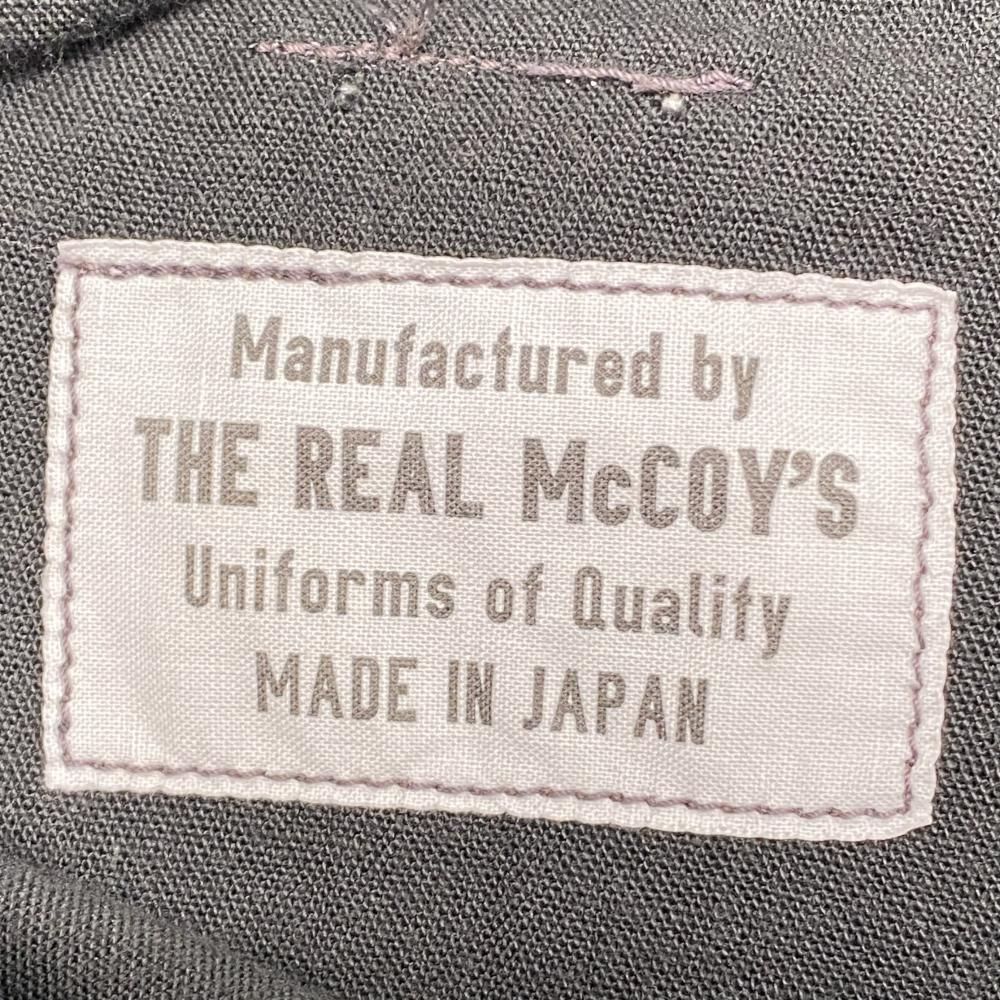 Manufactured by
THE REAL McCOY'S
Uniforms of Quality
MADE IN JAPAN